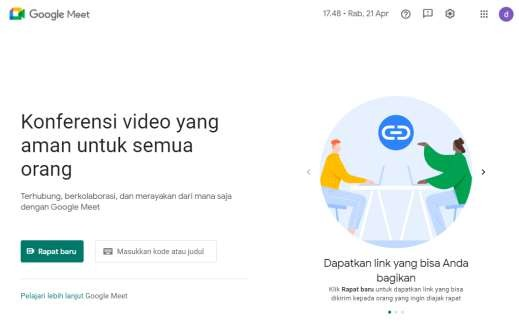 Google Meet
17.48 • Rab, 21 Apr
d
Konferensi video yang
aman untuk semua
orang
Terhubung, berkolaborasi, dan merayakan dari mana saja
dengan Google Meet
Rapat baru
Masukkan kode atau judul
Pelajari lebih lanjut Google Meet
Dapatkan link yang bisa Anda
bagikan
Klik Rapat baru untuk dapatkan link yang bisa
dikirim kepada orang yang ingin diajak rapat